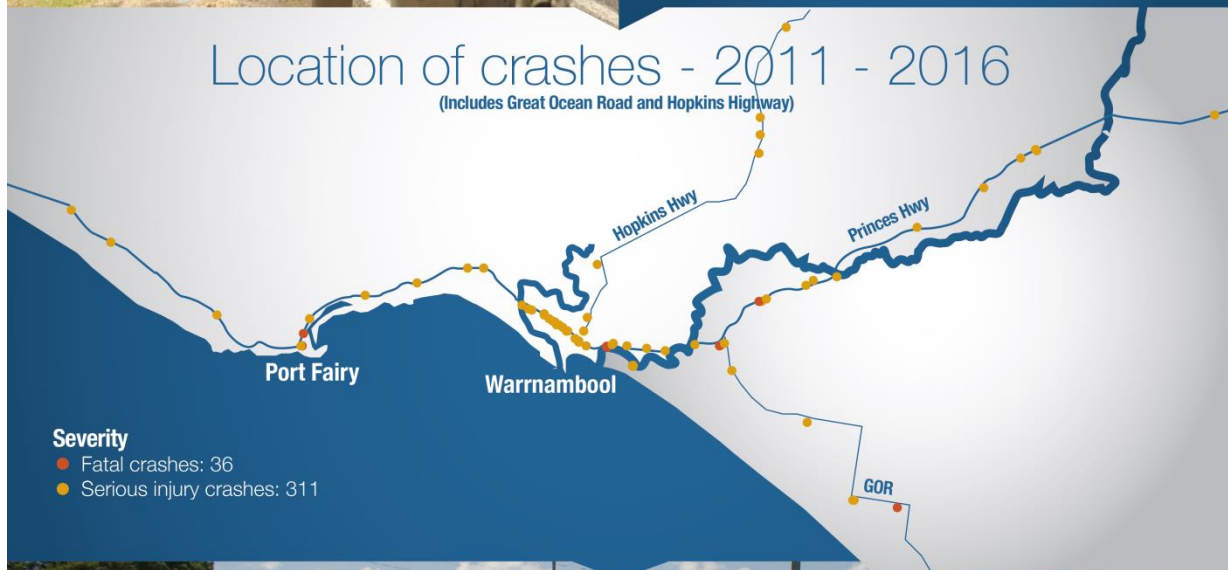 Location of crashes - 2011 - 2016
(Includes Great Ocean Road and Hopkins Highway)
Hopkins Hwy
Princes Hwy
Port Fairy
Warrnambool
Severity
Fatal crashes: 36
Serious injury crashes: 311
GOR